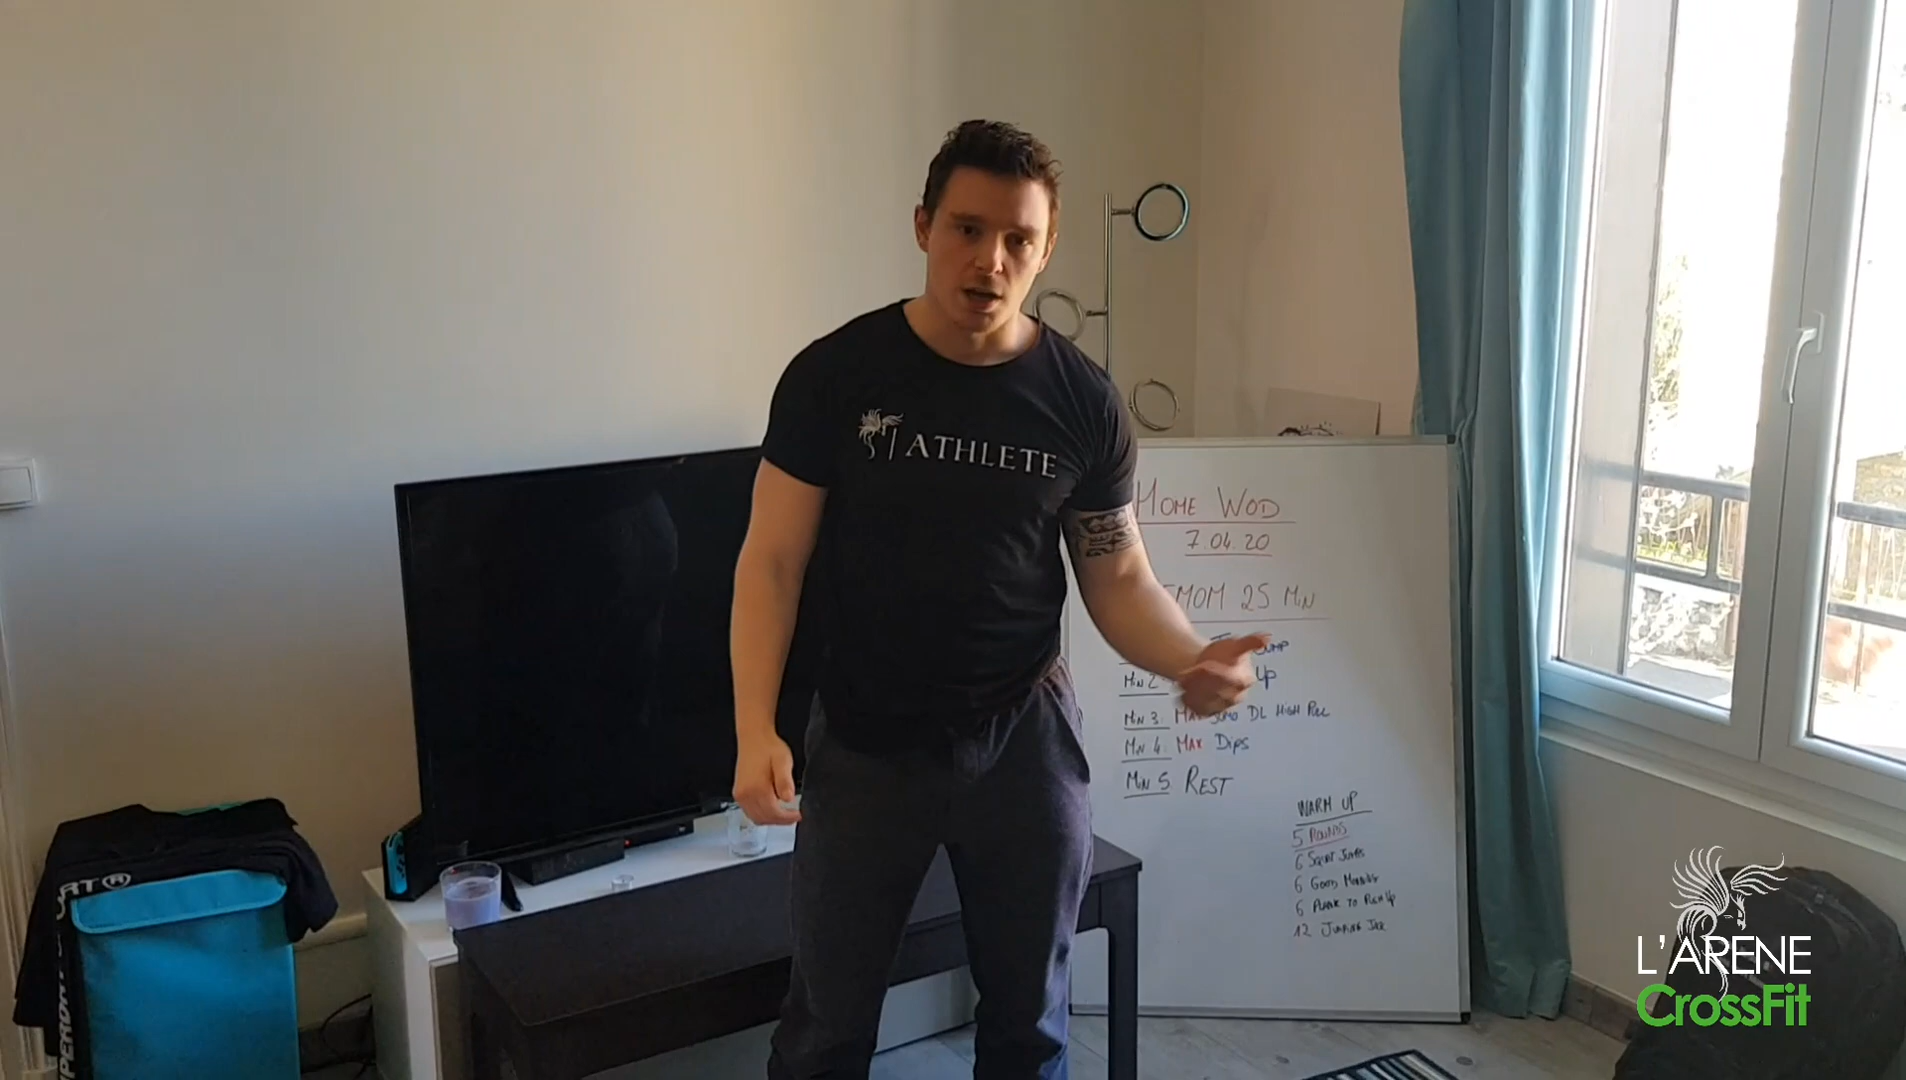 ATHLETE
HOME WOD
7.04.20
EMOM 25 MIN
JUMP
MIN 2 UP
MIN 3: MAX SUMO DL HIGH PULL
MIN 4: MAX DIPS
MIN 5 REST
WARM UP
5 ROUNDS
6 SQUAT JUMPS
6 GOOD MORNING
6 PLANK TO PUSH UP
12 JUMPING JACK
L'ARENE
CrossFit